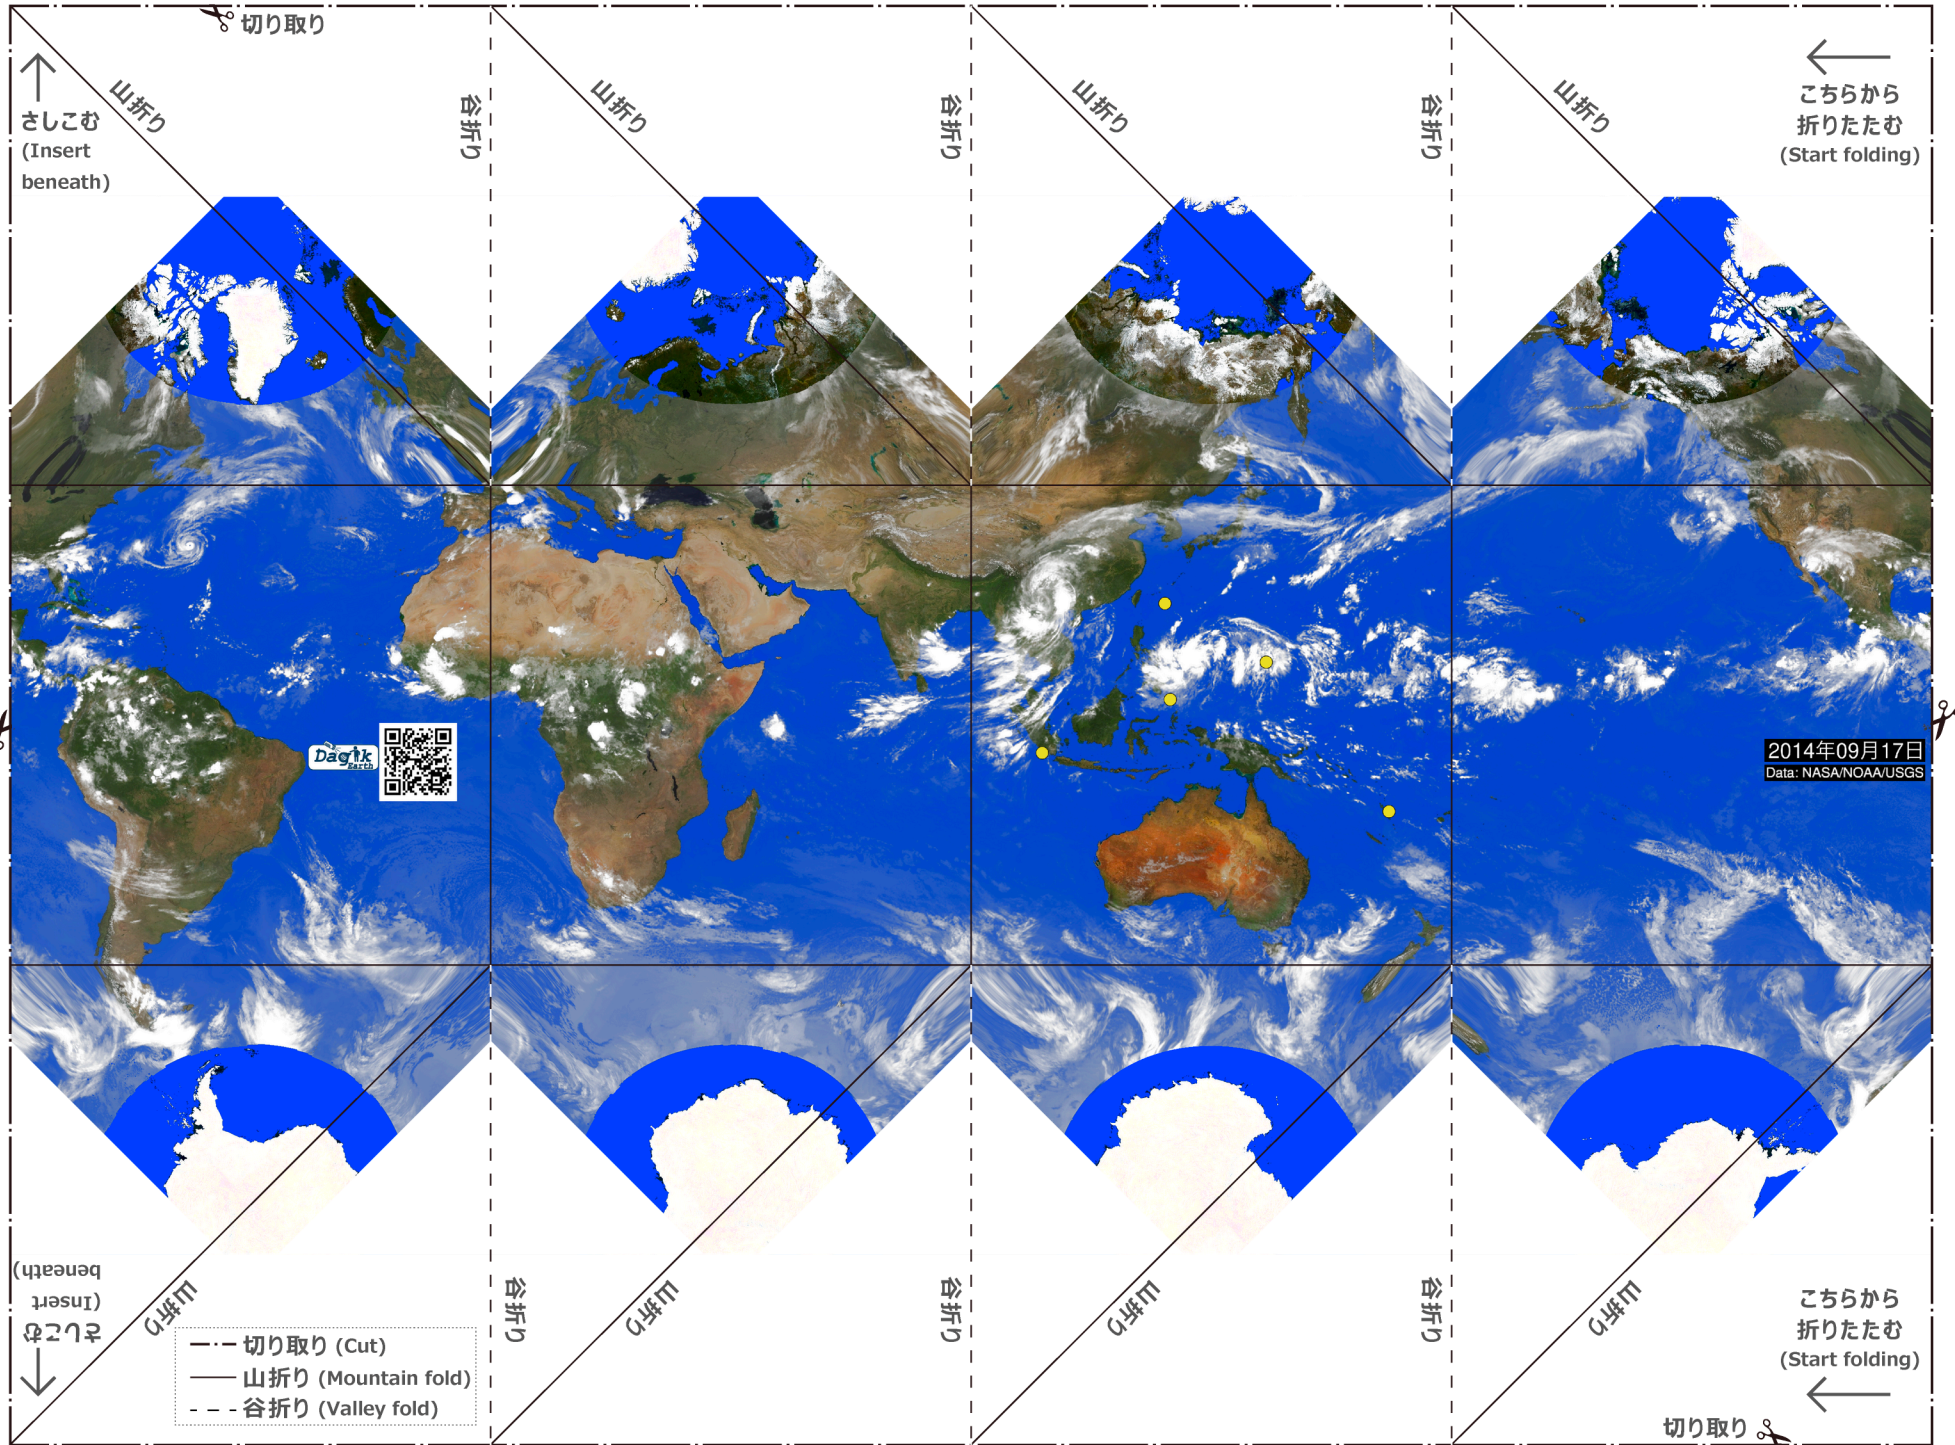 切り取り
さしこむ
(Insert
beneath)
山折り
谷折り
山折り
谷折り
山折り
谷折り
山折り
こちらから
折りたたむ
(Start folding)
Dagik
Earth
2014年09月17日
Data: NASA/NOAA/USGS
さしこむ
(Insert
beneath)
山折り
谷折り
山折り
谷折り
山折り
谷折り
山折り
こちらから
折りたたむ
(Start folding)
切り取り (Cut)
山折り (Mountain fold)
谷折り (Valley fold)
切り取り